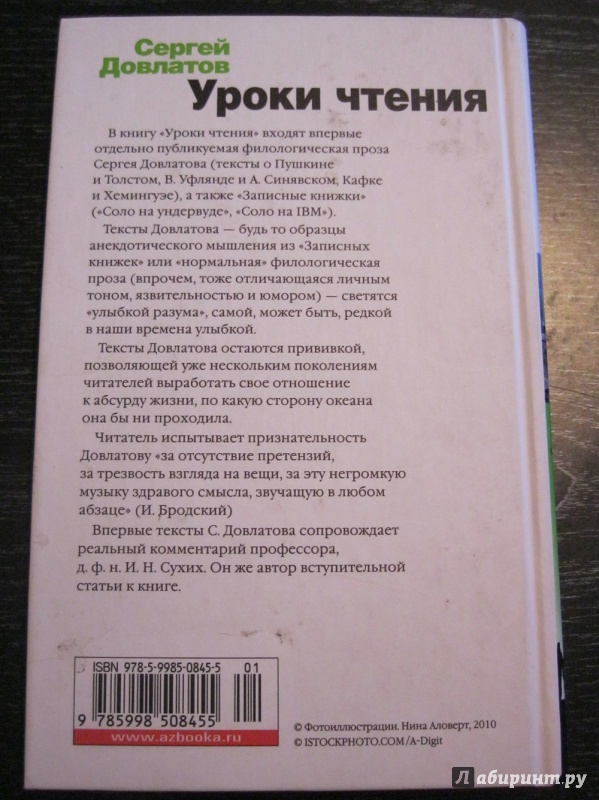 Сергей
Довлатов
Уроки чтения
В книгу «Уроки чтения» входят впервые
отдельно публикуемая филологическая проза
Сергея Довлатова (тексты о Пушкине
и Толстом, В. Уфлянде и А. Синявском, Кафке
и Хемингуэе), а также «Записные книжки»
(«Соло на ундервуде», «Соло на IBM»).
Тексты Довлатова — будь то образцы
анекдотического мышления из «Записных
книжек» или «нормальная» филологическая
проза (впрочем, тоже отличающаяся личным
тоном, язвительностью и юмором) — светятся
«улыбкой разума», самой, может быть, редкой
в наши времена улыбкой.
Тексты Довлатова остаются прививкой,
позволяющей уже нескольким поколениям
читателей выработать свое отношение
к абсурду жизни, по какую сторону океана
она бы ни проходила.
Читатель испытывает признательность
Довлатову «за отсутствие претензий,
за трезвость взгляда на вещи, за эту негромкую
музыку здравого смысла, звучащую в любом
абзаце» (И. Бродский)
Впервые тексты С. Довлатова сопровождает
реальный комментарий профессора,
д. ф. н. И. Н. Сухих. Он же автор вступительной
статьи к книге.
ISBN 978-5-9985-0845-5 01
9 785998 508455
www.azbooka.ru
© Фотоиллюстрации. Нина Аловерт, 2010
© ISTOCKPHOTO.COM/A-Digit
Лабиринт.ру